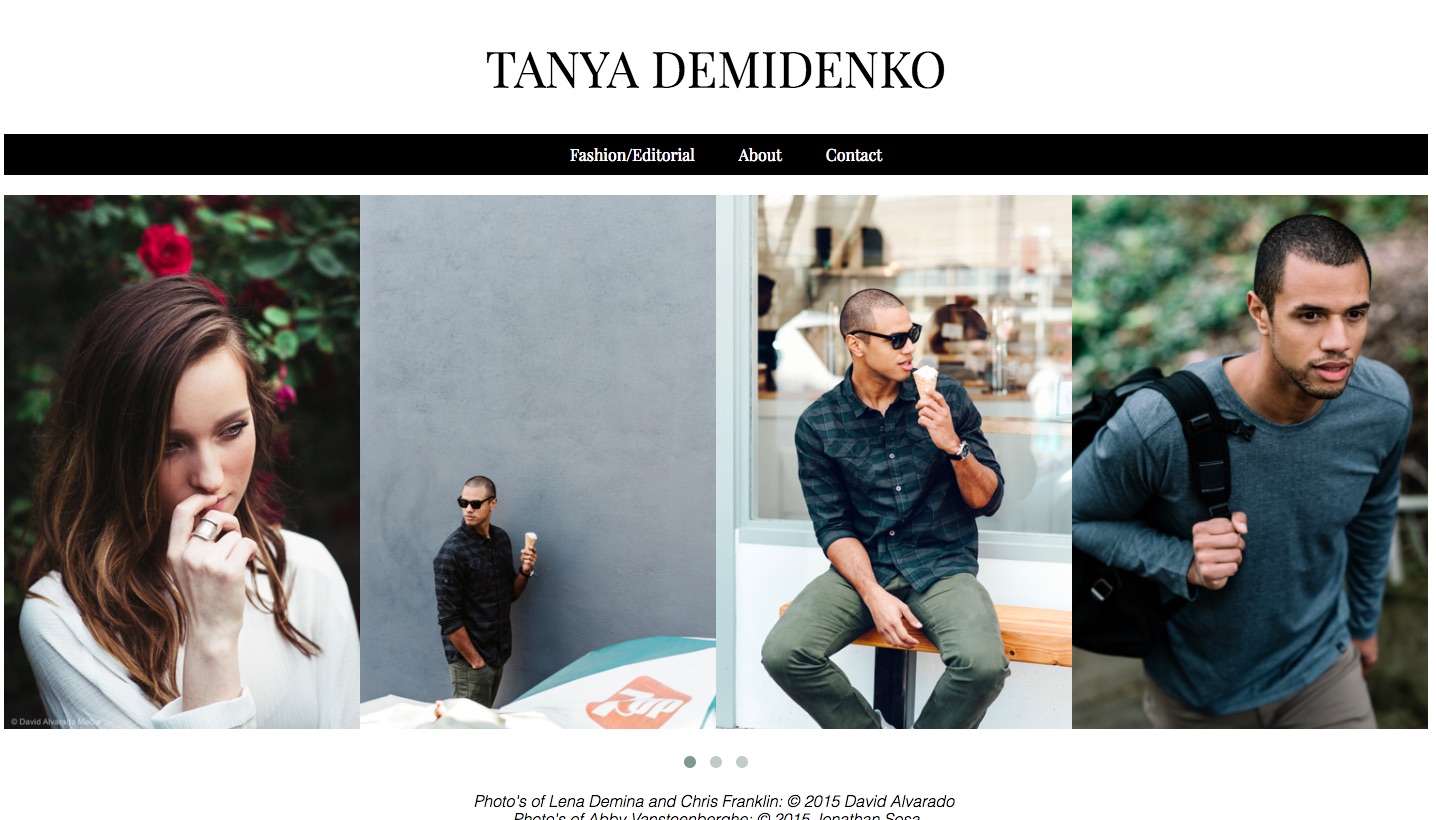 TANYA DEMIDENKO
Fashion/Editorial About Contact
7UP
© David Alvarado Media
Photo's of Lena Demina and Chris Franklin: © 2015 David Alvarado
Photo's of Abby Vansteenberghe: © 2015 Jonathan Sosa